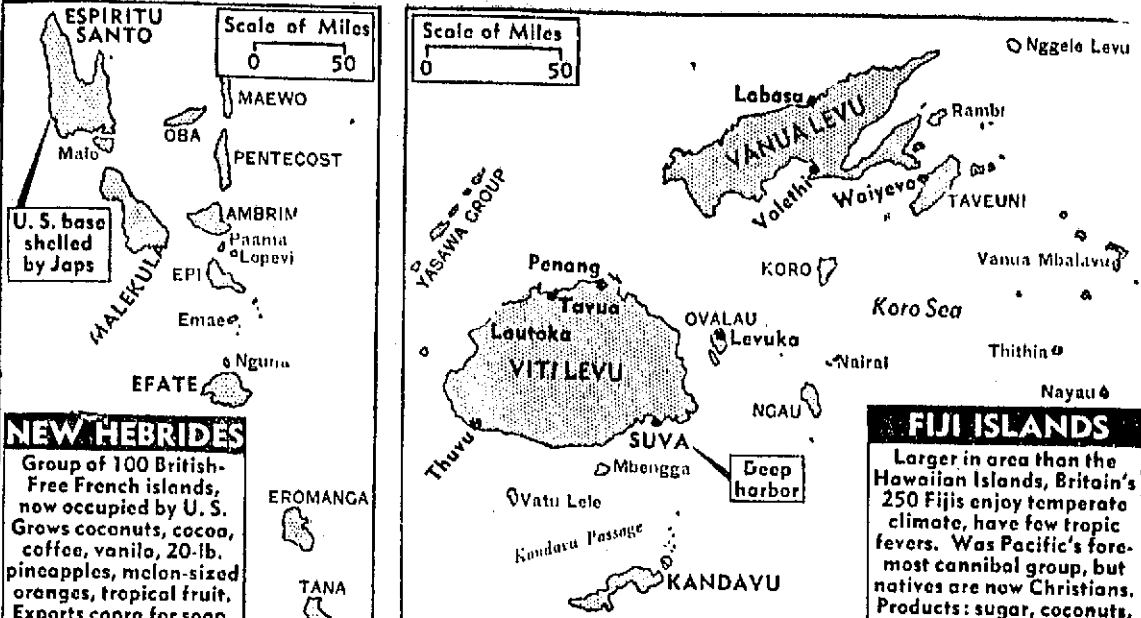 ESPIRITU
SANTO
Scale of Miles
0 50
MAEWO
OBA
Malo
PENTECOST
U. S. base
shelled
by Japs
AMBRIM
Paama
Lopevi
MALEKULA
EPI
Emae
Nguna
EFATE
NEW HEBRIDES
Group of 100 British-
Free French islands,
now occupied by U. S.
Grows coconuts, cocoa,
coffee, vanila, 20-lb.
pineapples, melon-sized
oranges, tropical fruit.
Exports copra for soap.
EROMANGA
TANA
Scale of Miles
0 50
Nggele Levu
Labasa
VANUA LEVU
Rambi
Valethi
Waiyevo
TAVEUNI
YASAWA GROUP
Vanua Mbalavu
KORO
Penang
Tavua
Koro Sea
OVALAU
Levuka
Lautoka
VITI LEVU
Nairai
Thithia
Nayau
NGAU
Thuvu
SUVA
Deep
harbor
Mbengga
Vatu Lele
Kandavu Passage
KANDAVU
FIJI ISLANDS
Larger in area than the
Hawaiian Islands, Britain's
250 Fijis enjoy temperate
climate, have few tropic
fevers. Was Pacific's fore-
most cannibal group, but
natives are now Christians.
Products: sugar, coconuts,